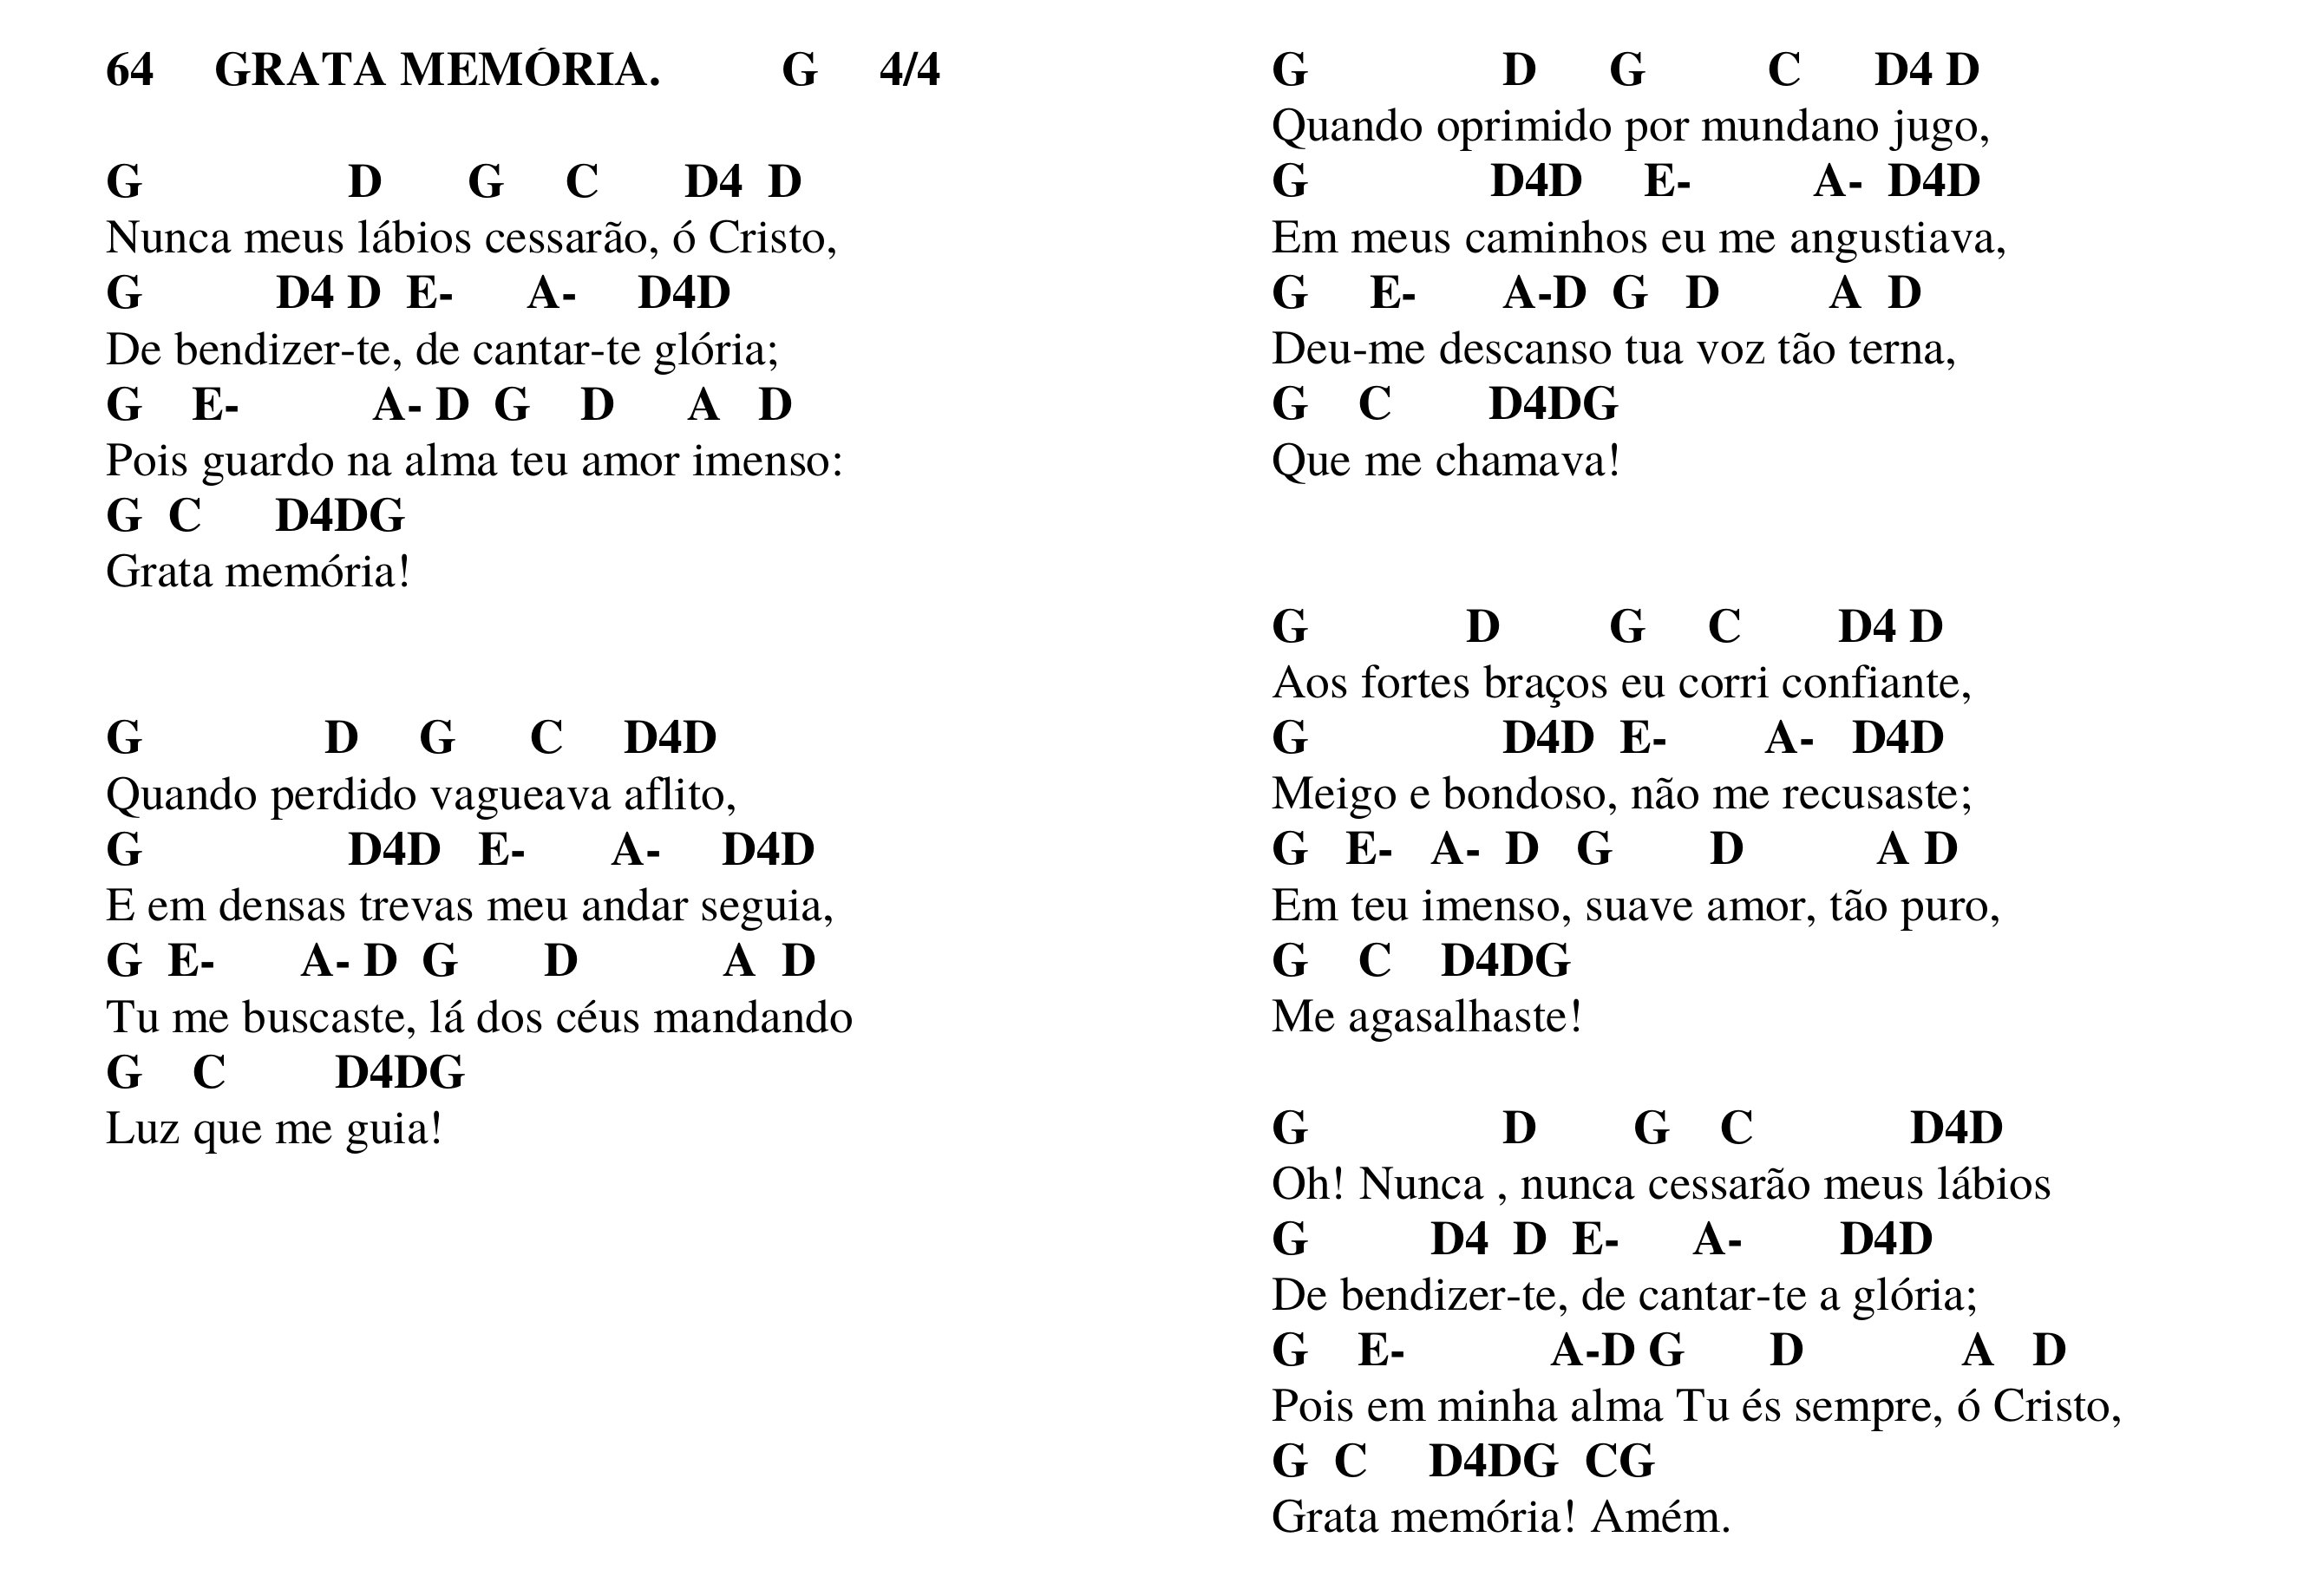 64 GRATA MEMÓRIA. G 4/4
G D G C D4 D
Nunca meus lábios cessarão, ó Cristo,
G D4 D E- A- D4D
De bendizer-te, de cantar-te glória;
G E- A- D G D A D
Pois guardo na alma teu amor imenso:
G C D4DG
Grata memória!
G D G C D4D
Quando perdido vagueava aflito,
G D4D E- A- D4D
E em densas trevas meu andar seguia,
G E- A- D G D A D
Tu me buscaste, lá dos céus mandando
G C D4DG
Luz que me guia!
G D G C D4 D
Quando oprimido por mundano jugo,
G D4D E- A- D4D
Em meus caminhos eu me angustiava,
G E- A-D G D A D
Deu-me descanso tua voz tão terna,
G C D4DG
Que me chamava!
G D G C D4 D
Aos fortes braços eu corri confiante,
G D4D E- A- D4D
Meigo e bondoso, não me recusaste;
G E- A- D G D A D
Em teu imenso, suave amor, tão puro,
G C D4DG
Me agasalhaste!
G D G C D4D
Oh! Nunca , nunca cessarão meus lábios
G D4 D E- A- D4D
De bendizer-te, de cantar-te a glória;
G E- A-D G D A D
Pois em minha alma Tu és sempre, ó Cristo,
G C D4DG CG
Grata memória! Amém.